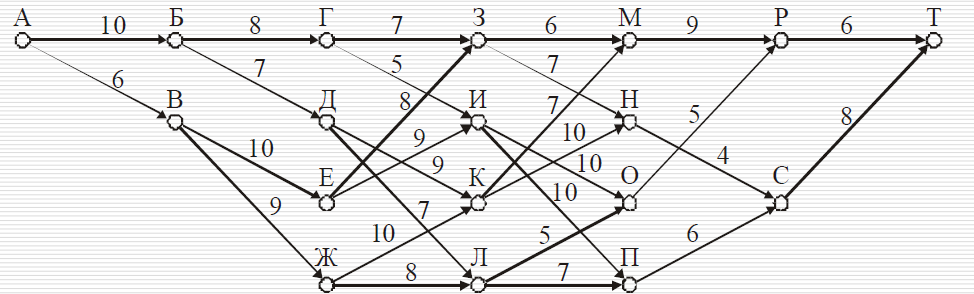 А Б Г З М Р Т
10 8 7 6 9 6
6 7 5 7
В Д И Н
8 7 5 8
10 9 10 4
9 10
Е К О С
9 7 10
10 5 6
Ж Л П
8 7